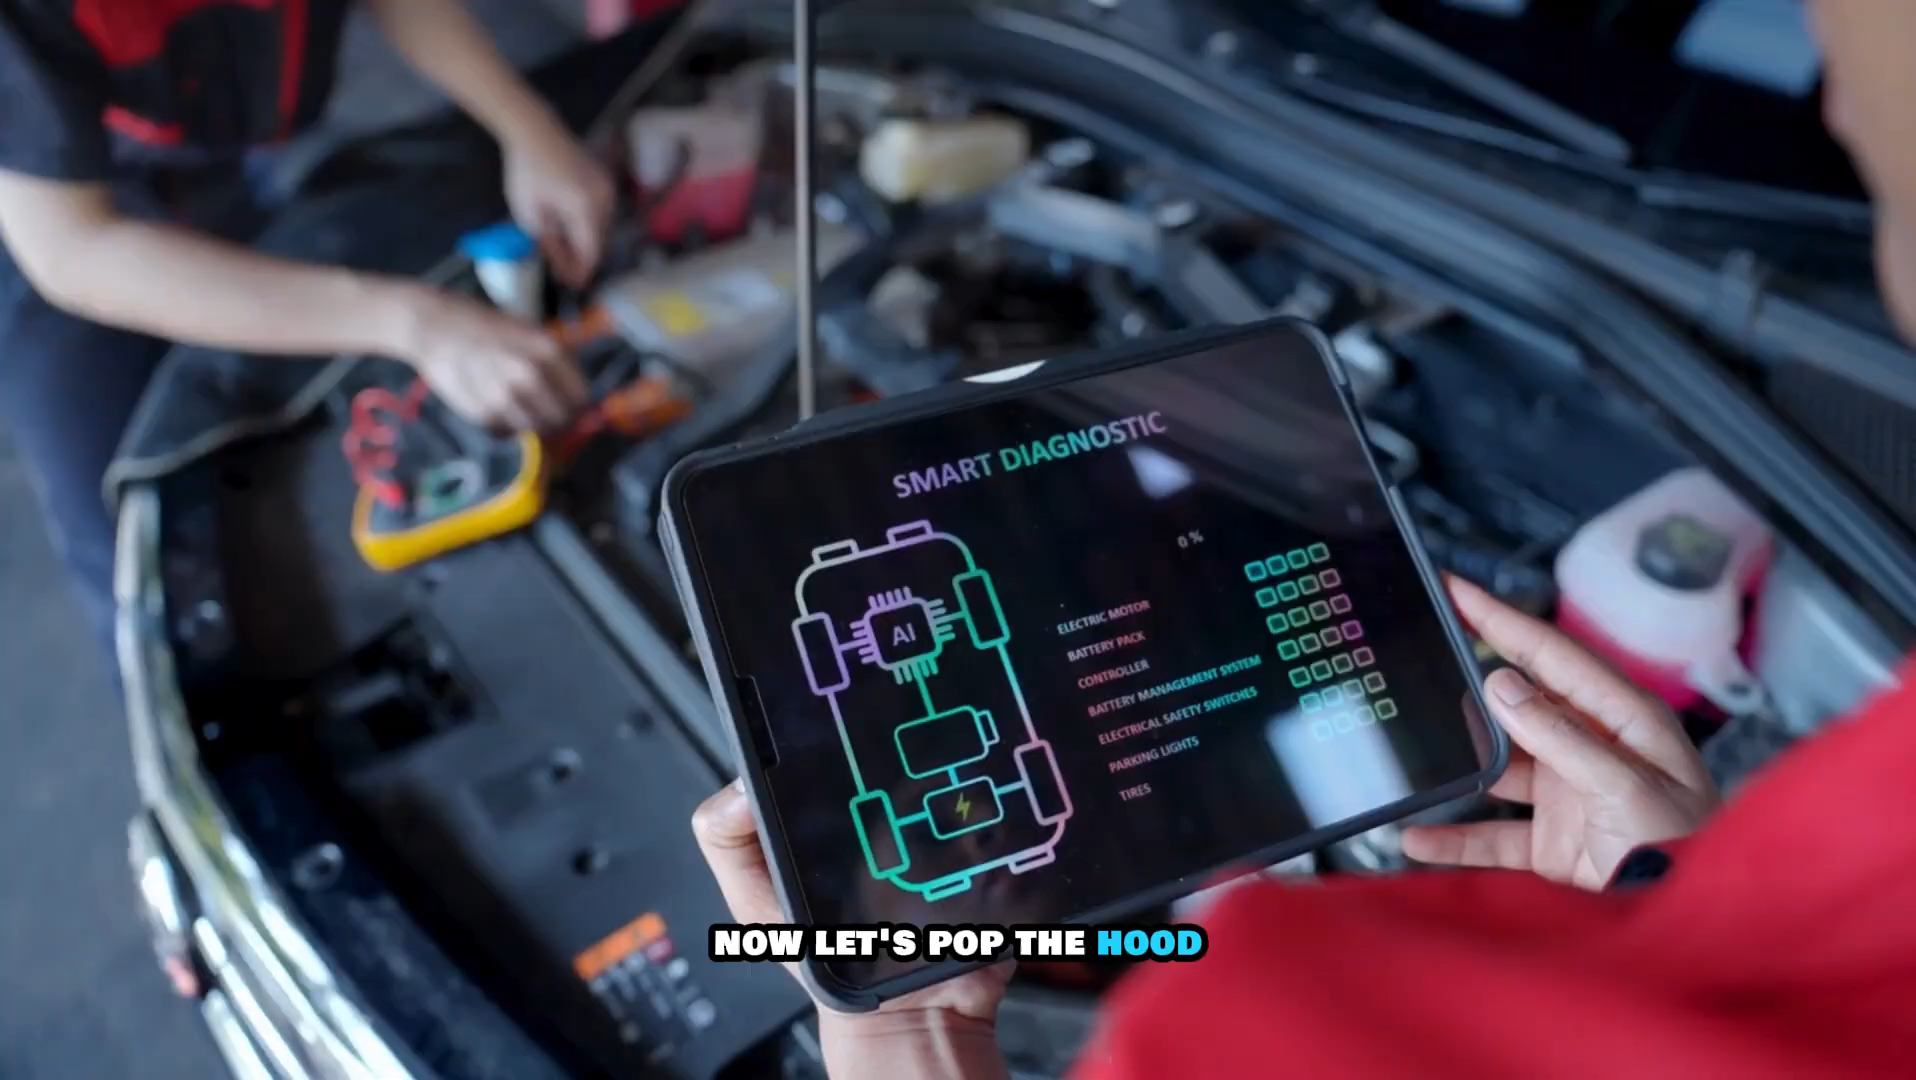 SMART DIAGNOSTIC
0 %
ELECTRIC MOTOR
BATTERY PACK
CONTROLLER
BATTERY MANAGEMENT SYSTEM
ELECTRICAL SAFETY SWITCHES
PARKING LIGHTS
TIRES
AI
NOW LET'S POP THE HOOD